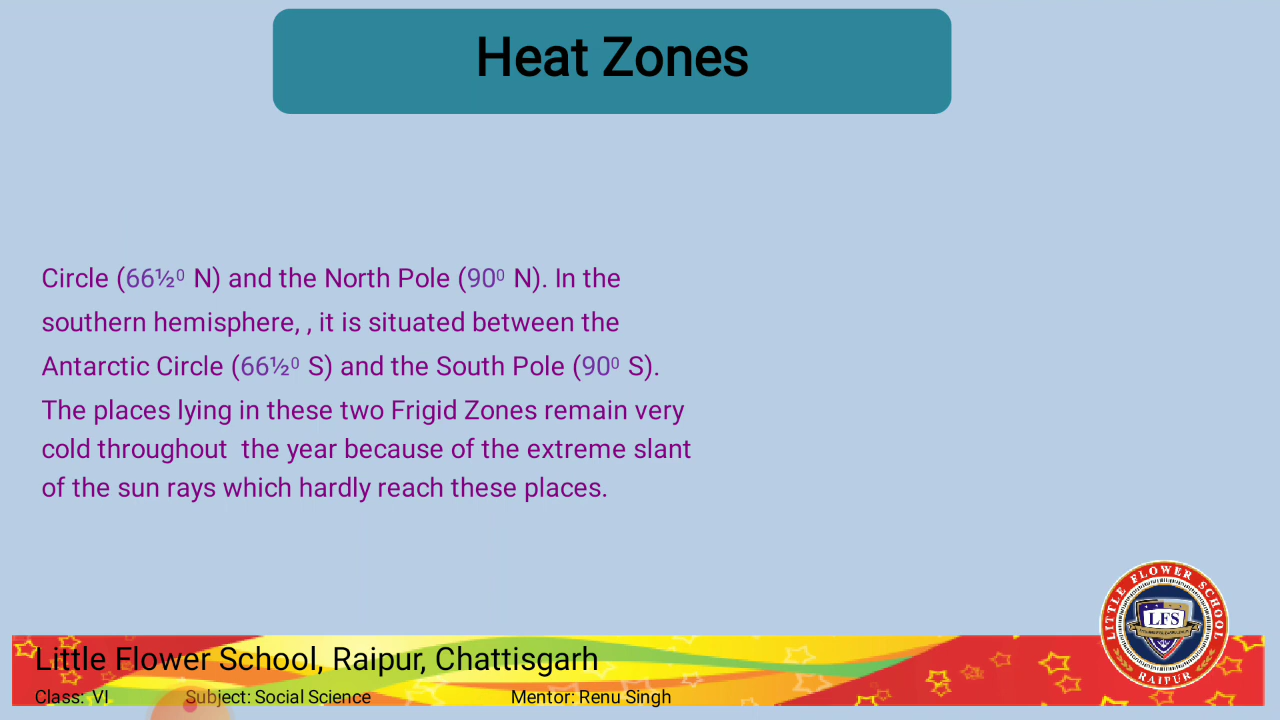 Heat Zones
Circle (66½⁰ N) and the North Pole (90⁰ N). In the
southern hemisphere, , it is situated between the
Antarctic Circle (66½⁰ S) and the South Pole (90⁰ S).
The places lying in these two Frigid Zones remain very
cold throughout the year because of the extreme slant
of the sun rays which hardly reach these places.
LITTLE FLOWER SCHOOL
LFS
RAIPUR
Little Flower School, Raipur, Chattisgarh
Class: VI Subject: Social Science Mentor: Renu Singh